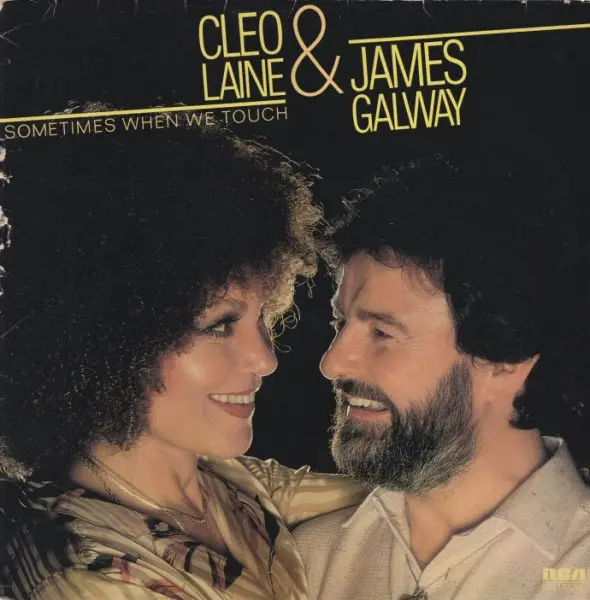 CLEO
LAINE
&
JAMES
GALWAY
SOMETIMES WHEN WE TOUCH
RCA